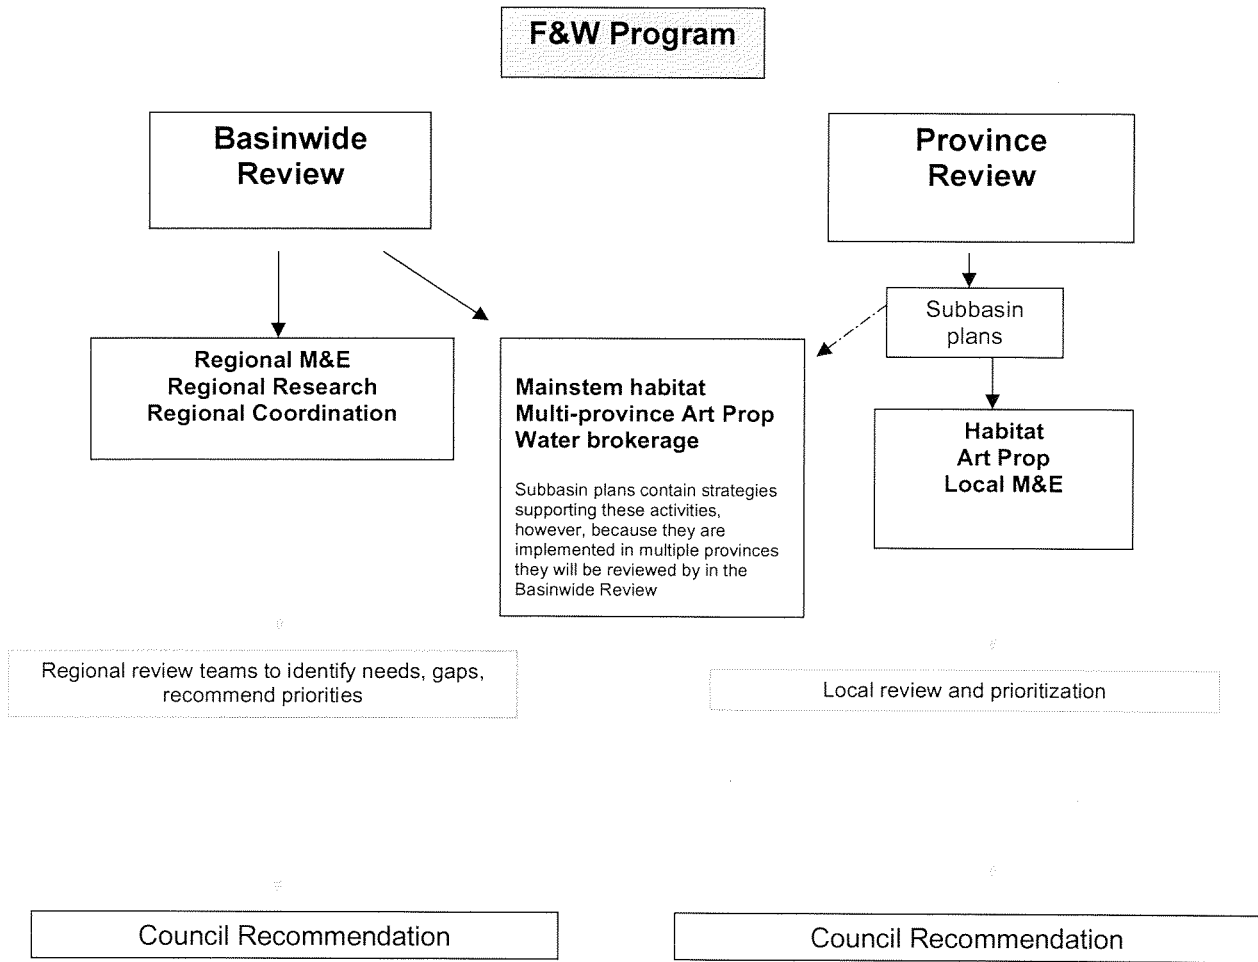 F&W Program
Basinwide
Review
Province
Review
Subbasin
plans
Regional M&E
Regional Research
Regional Coordination
Mainstem habitat
Multi-province Art Prop
Water brokerage
Subbasin plans contain strategies
supporting these activities,
however, because they are
implemented in multiple provinces
they will be reviewed by in the
Basinwide Review
Habitat
Art Prop
Local M&E
Regional review teams to identify needs, gaps,
recommend priorities
Local review and prioritization
Council Recommendation
Council Recommendation